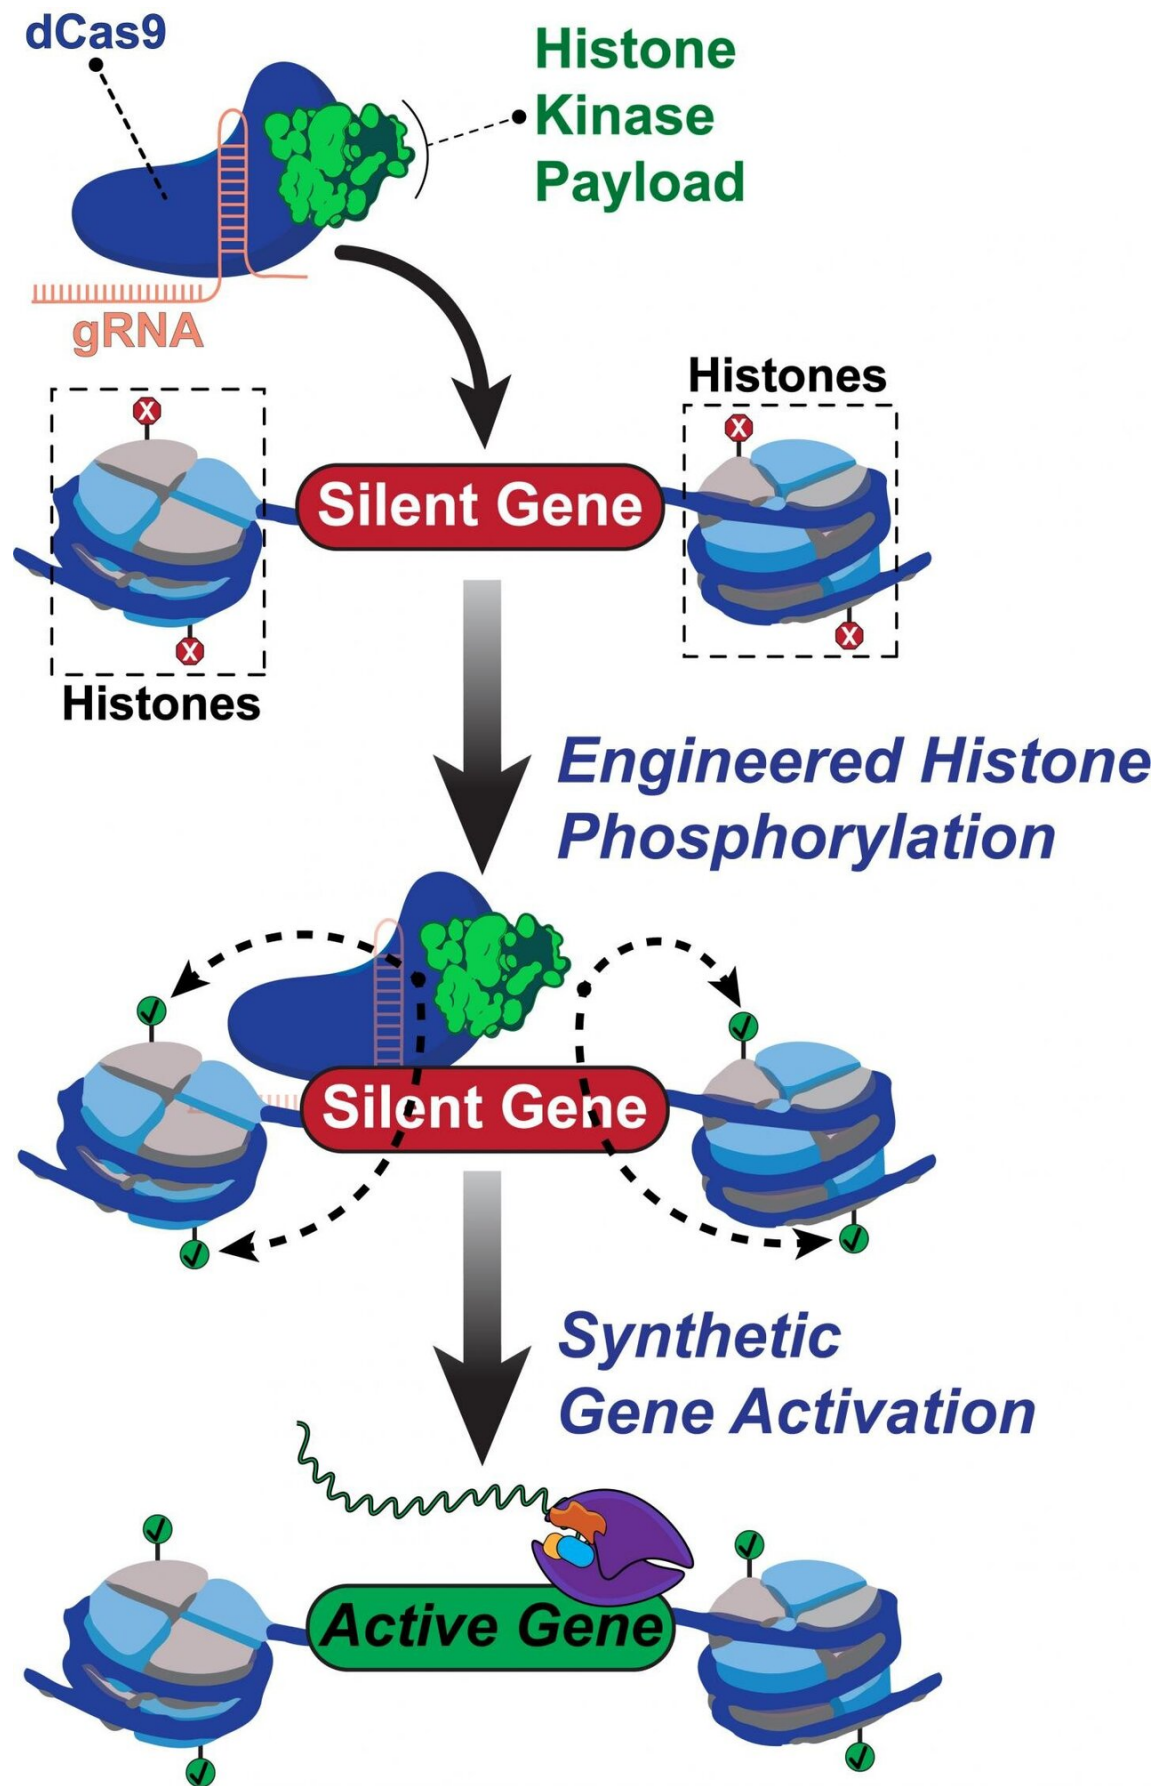 dCas9
Histone
Kinase
Payload
gRNA
Histones
X
X
Silent Gene
X
X
Histones
Engineered Histone
Phosphorylation
Silent Gene
Synthetic
Gene Activation
Active Gene